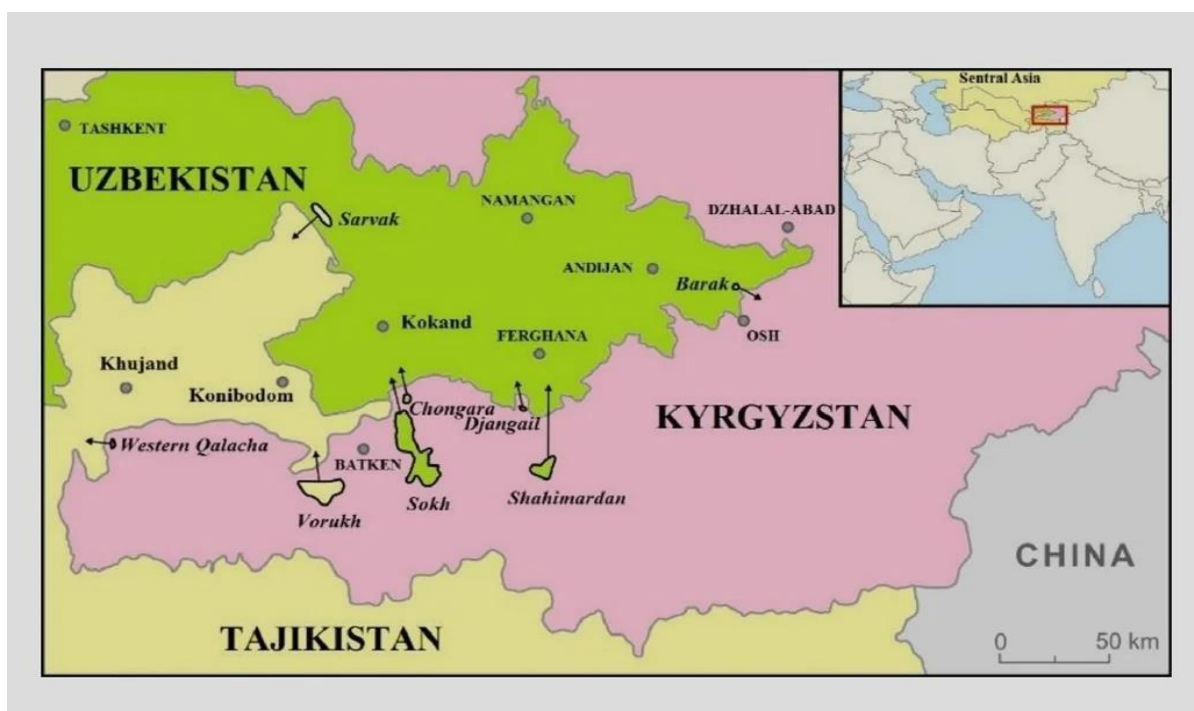 Sentral Asia
TASHKENT
UZBEKISTAN
Sarvak
NAMANGAN
DZHALAL-ABAD
ANDIJAN
Barak
Kokand
FERGHANA
OSH
Khujand
Konibodom
Chongara
Djangail
KYRGYZSTAN
Western Qalacha
BATKEN
Vorukh
Sokh
Shahimardan
CHINA
TAJIKISTAN
0 50 km